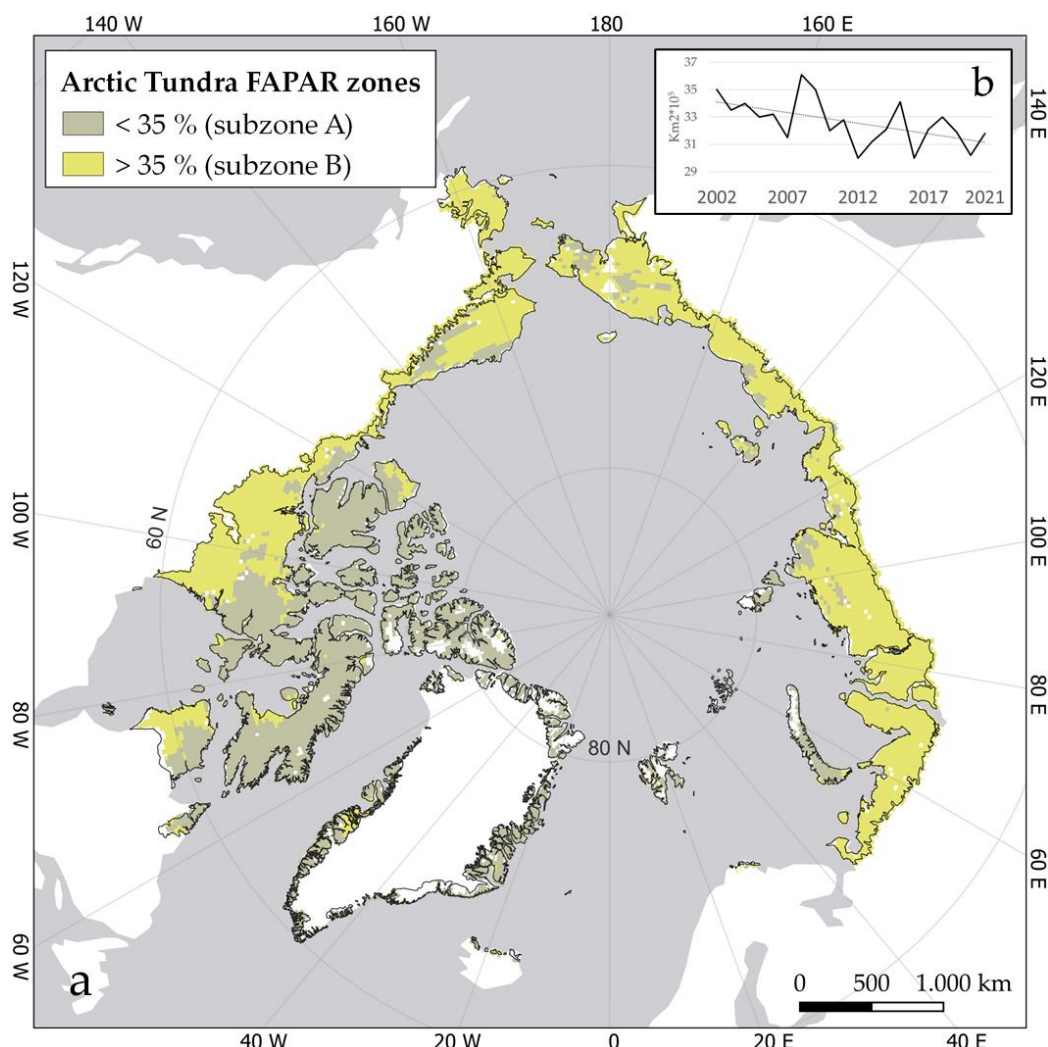 140 W 160 W 180 160 E
Arctic Tundra FAPAR zones
< 35 % (subzone A)
> 35 % (subzone B)
b
Km2*10⁵
37
35
33
31
29
2002 2007 2012 2017 2021
140 E
120 W
120 E
100 W
60 N
100 E
80 W
80 N
80 E
60 W
60 E
a
0 500 1.000 km
40 W 20 W 0 20 E 40 E